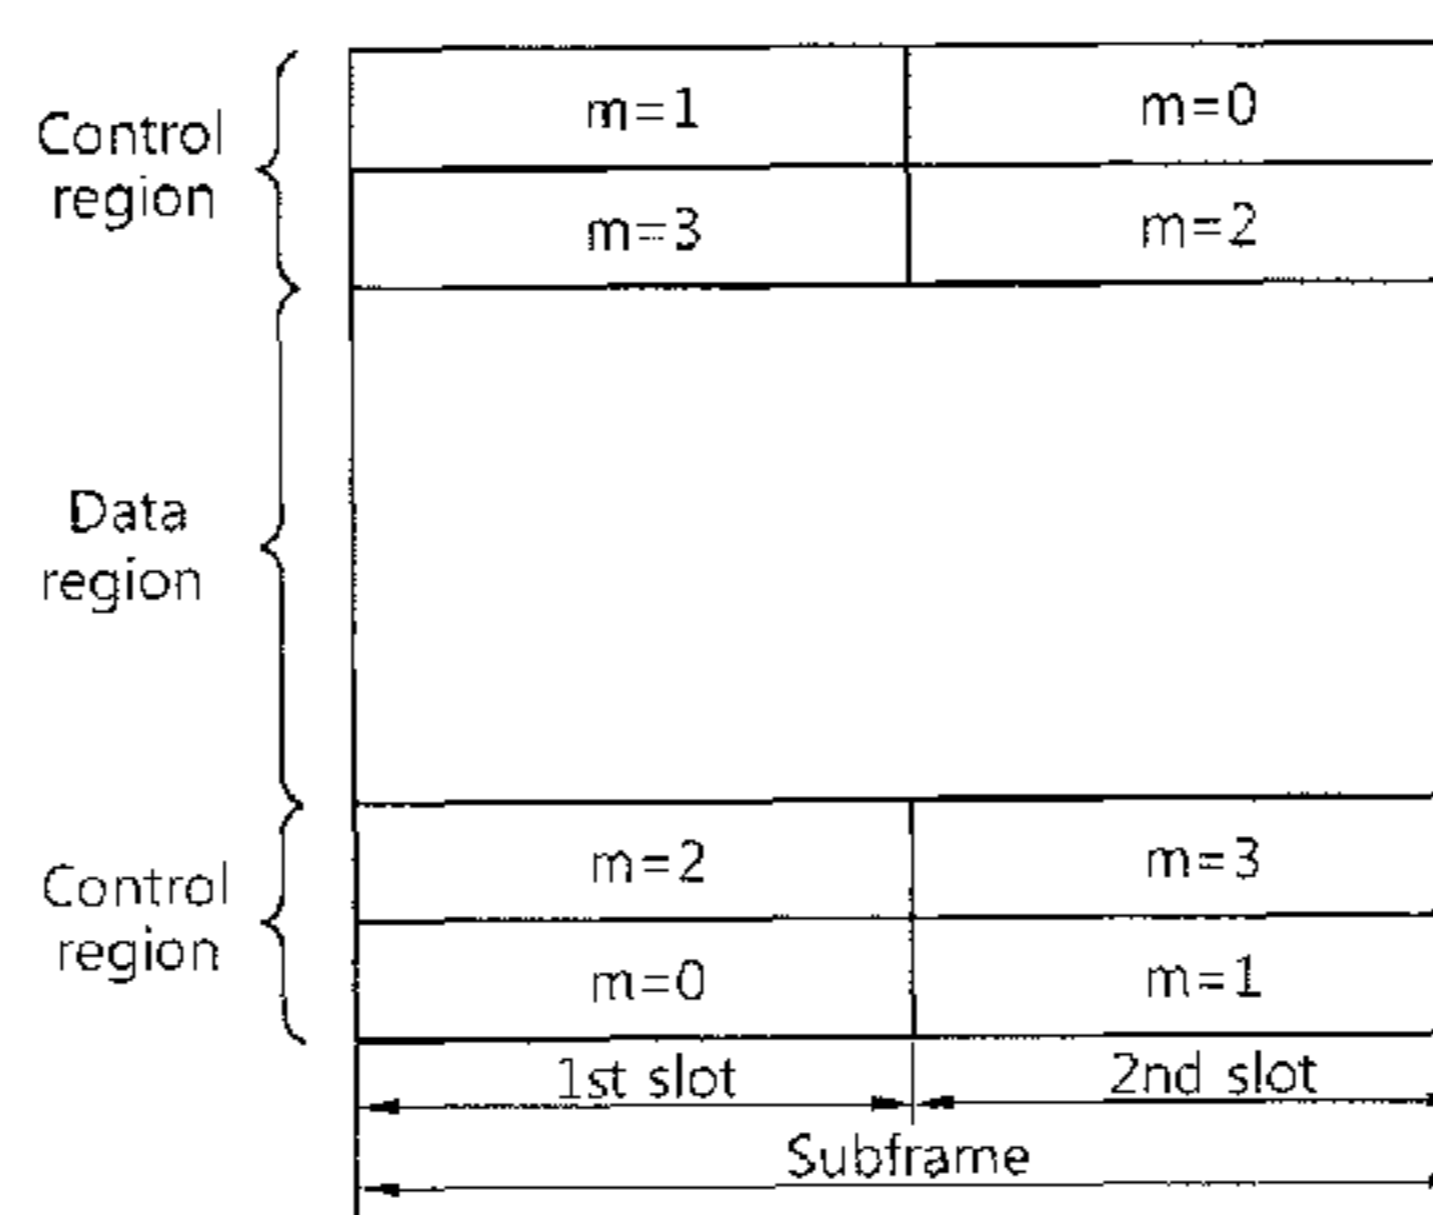 Control
region
m=1
m=0
m=3
m=2
Data
region
Control
region
m=2
m=3
m=0
m=1
1st slot
2nd slot
Subframe